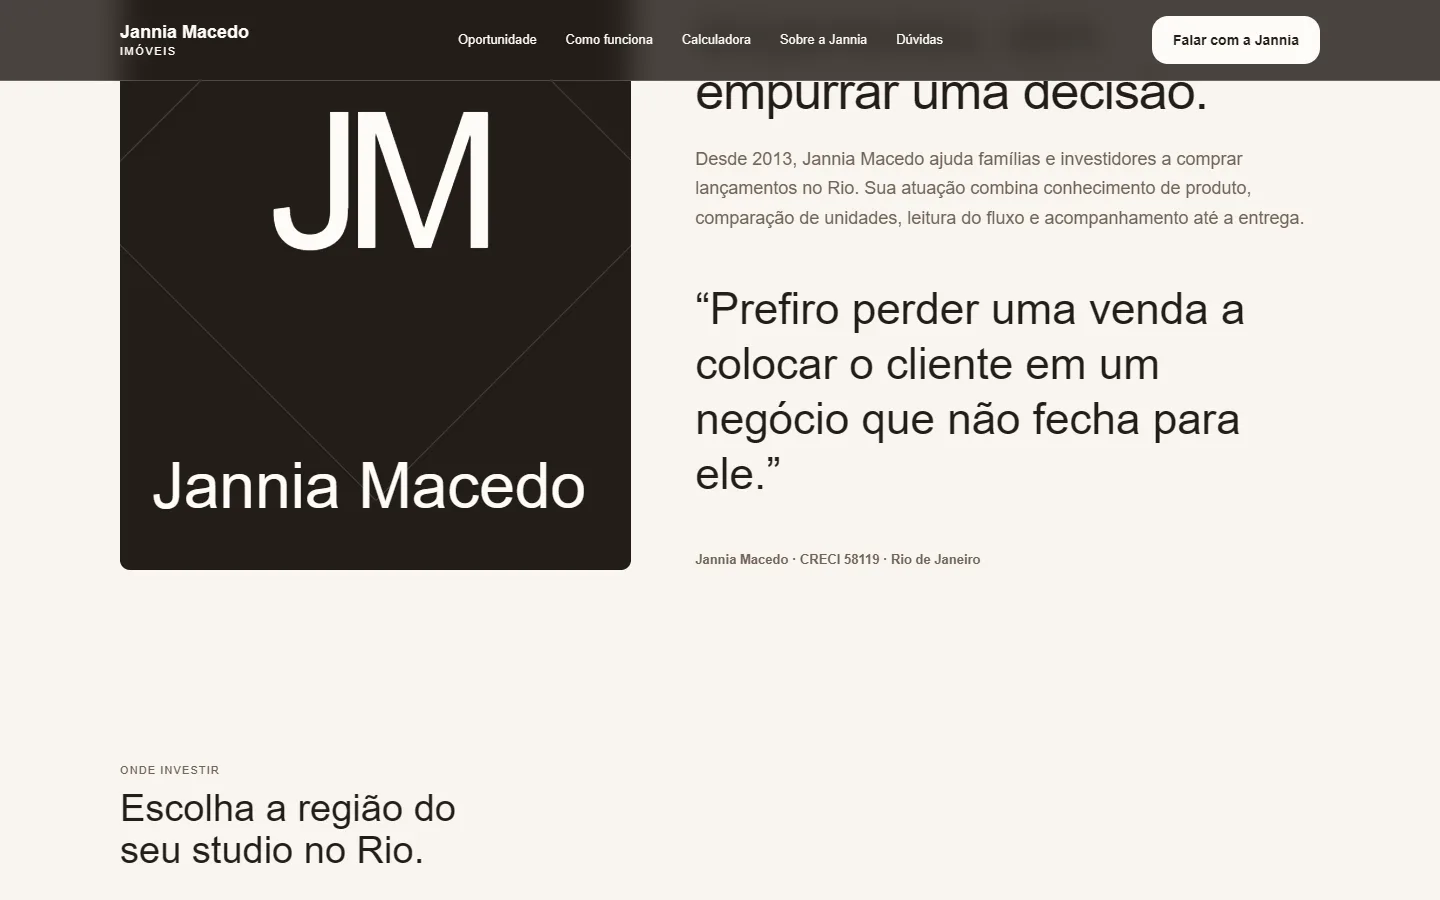 Jannia Macedo
IMÓVEIS
Oportunidade
Como funciona
Calculadora
Sobre a Jannia
Dúvidas
Falar com a Jannia
JM
Jannia Macedo
empurrar uma decisão.
Desde 2013, Jannia Macedo ajuda famílias e investidores a comprar
lançamentos no Rio. Sua atuação combina conhecimento de produto,
comparação de unidades, leitura do fluxo e acompanhamento até a entrega.
“Prefiro perder uma venda a
colocar o cliente em um
negócio que não fecha para
ele.”
Jannia Macedo · CRECI 58119 · Rio de Janeiro
ONDE INVESTIR
Escolha a região do
seu studio no Rio.